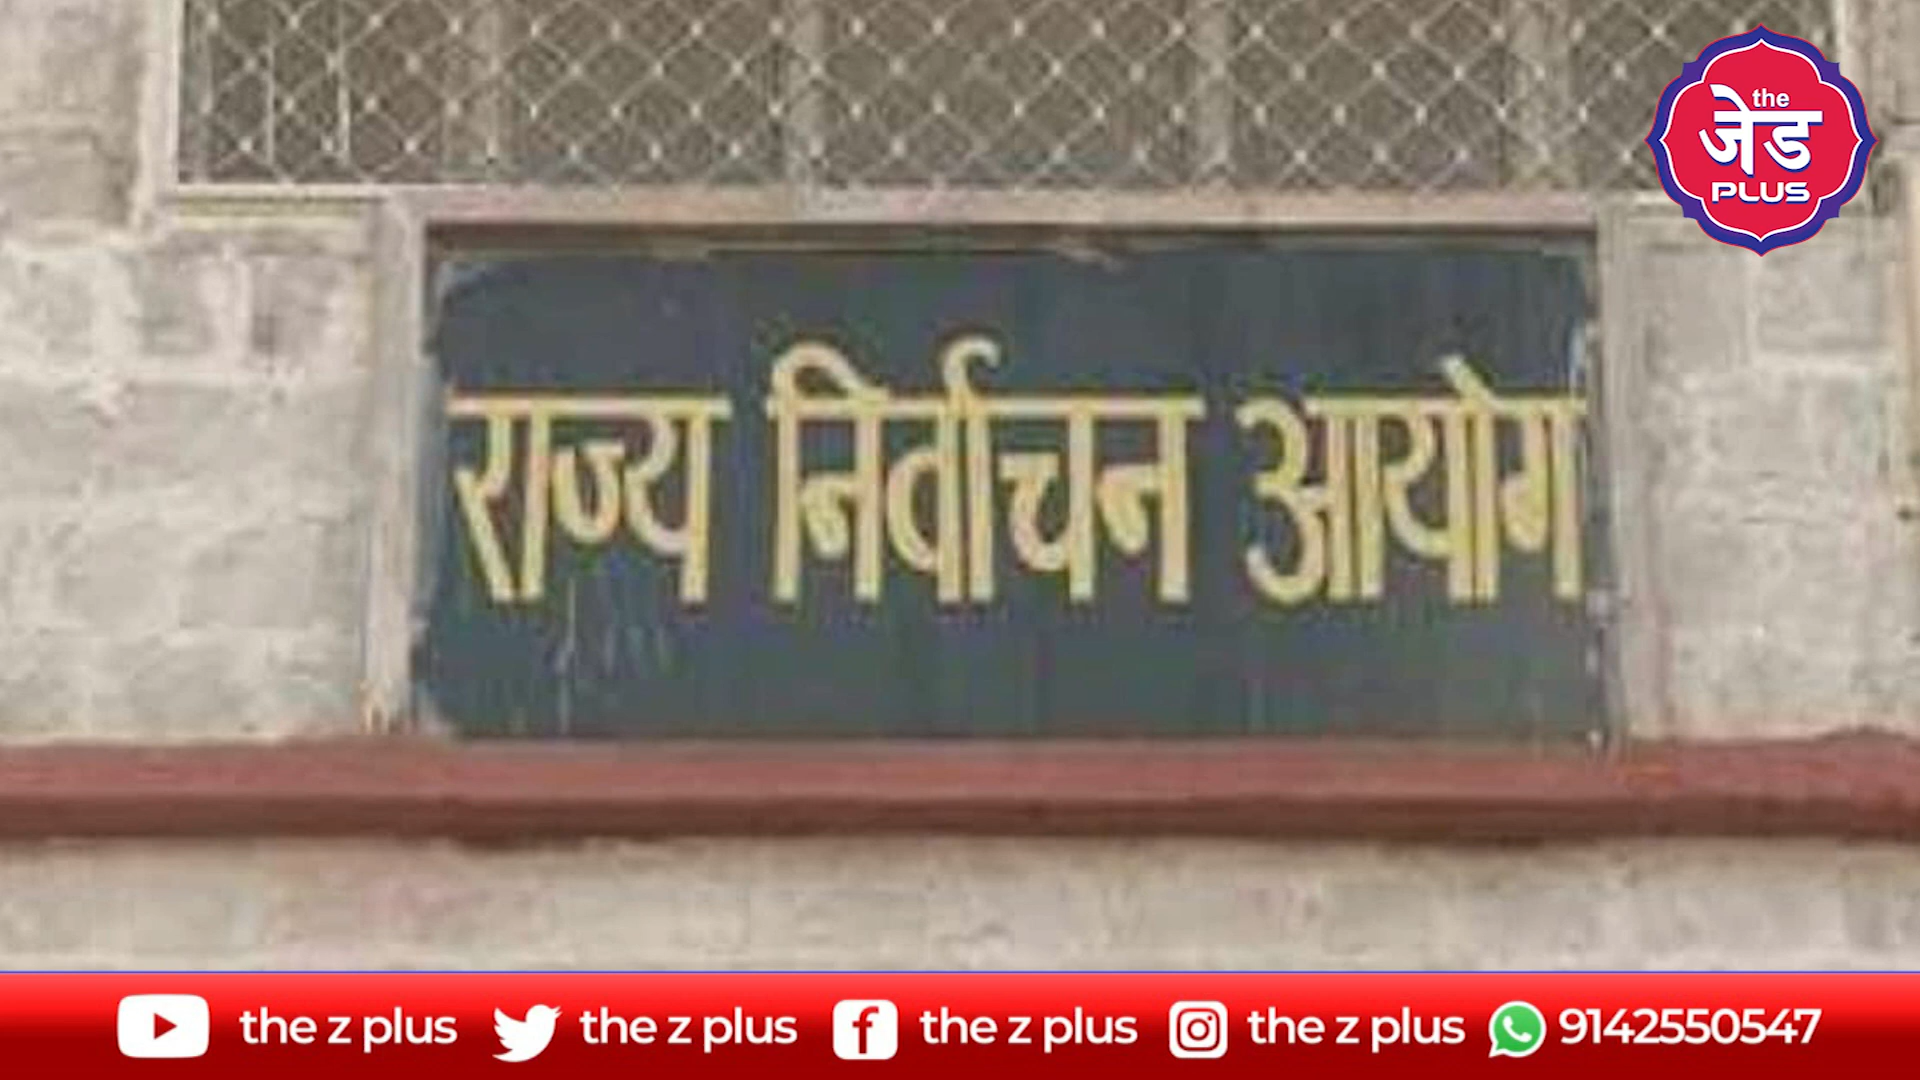 the
जेड
PLUS
राज्य निर्वाचन आयोग
the z plus the z plus the z plus the z plus 9142550547